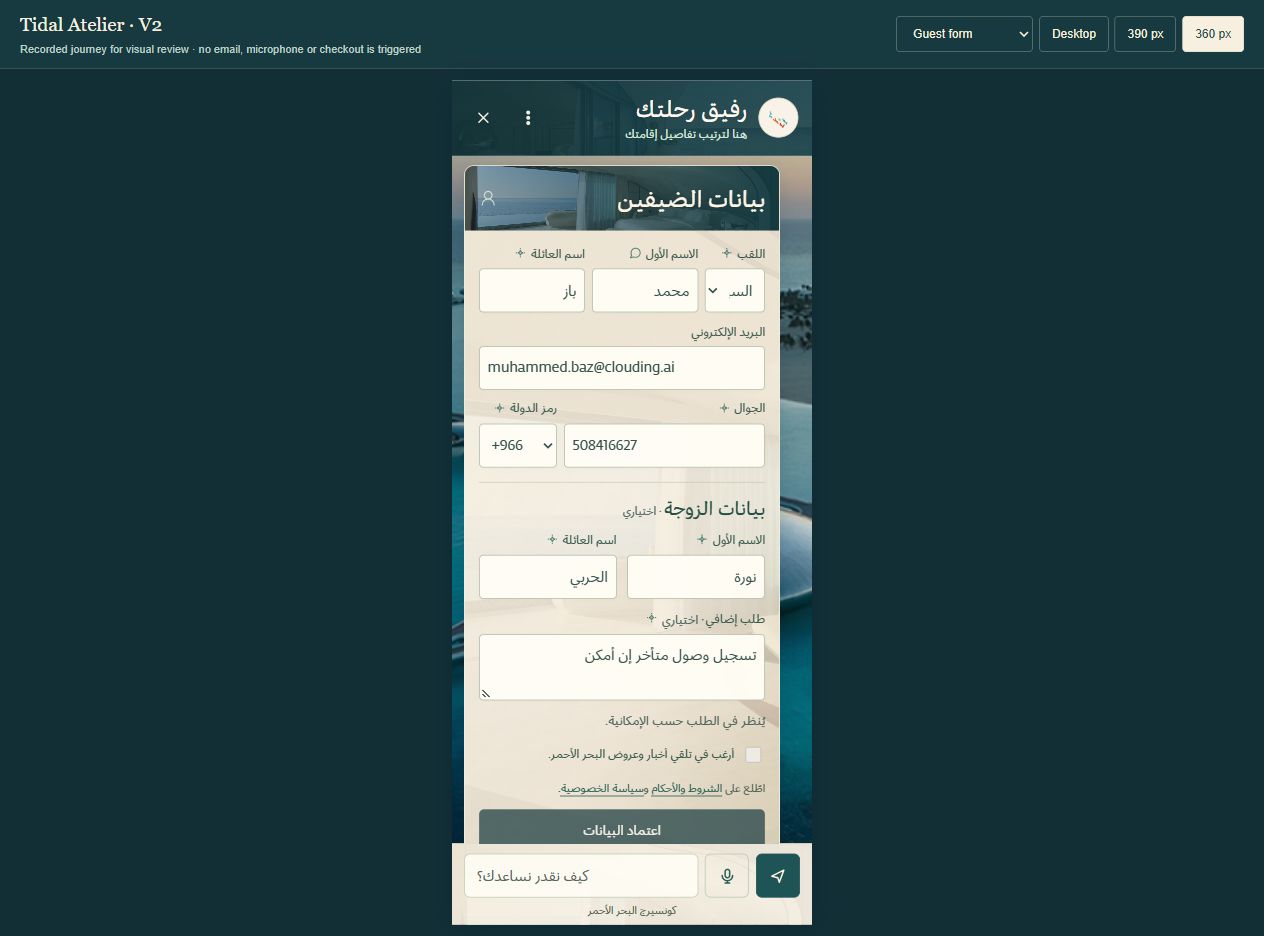 Tidal Atelier · V2
Recorded journey for visual review · no email, microphone or checkout is triggered
Guest form
Desktop
390 px
360 px
رفيق رحلتك
هنا لترتيب تفاصيل إقامتك
بيانات الضيفين
اللقب
الاسم الأول
اسم العائلة
محمد
باز
البريد الإلكتروني
muhammed.baz@clouding.ai
الجوال
رمز الدولة
508416627
+966
بيانات الزوجة · اختياري
الاسم الأول
اسم العائلة
نورة
الحربي
طلب إضافي · اختياري
تسجيل وصول متأخر إن أمكن
يُنظر في الطلب حسب الإمكانية.
أرغب في تلقي أخبار وعروض البحر الأحمر.
اطّلع على الشروط والأحكام وسياسة الخصوصية.
اعتماد البيانات
كيف نقدر نساعدك؟
كونسيرج البحر الأحمر